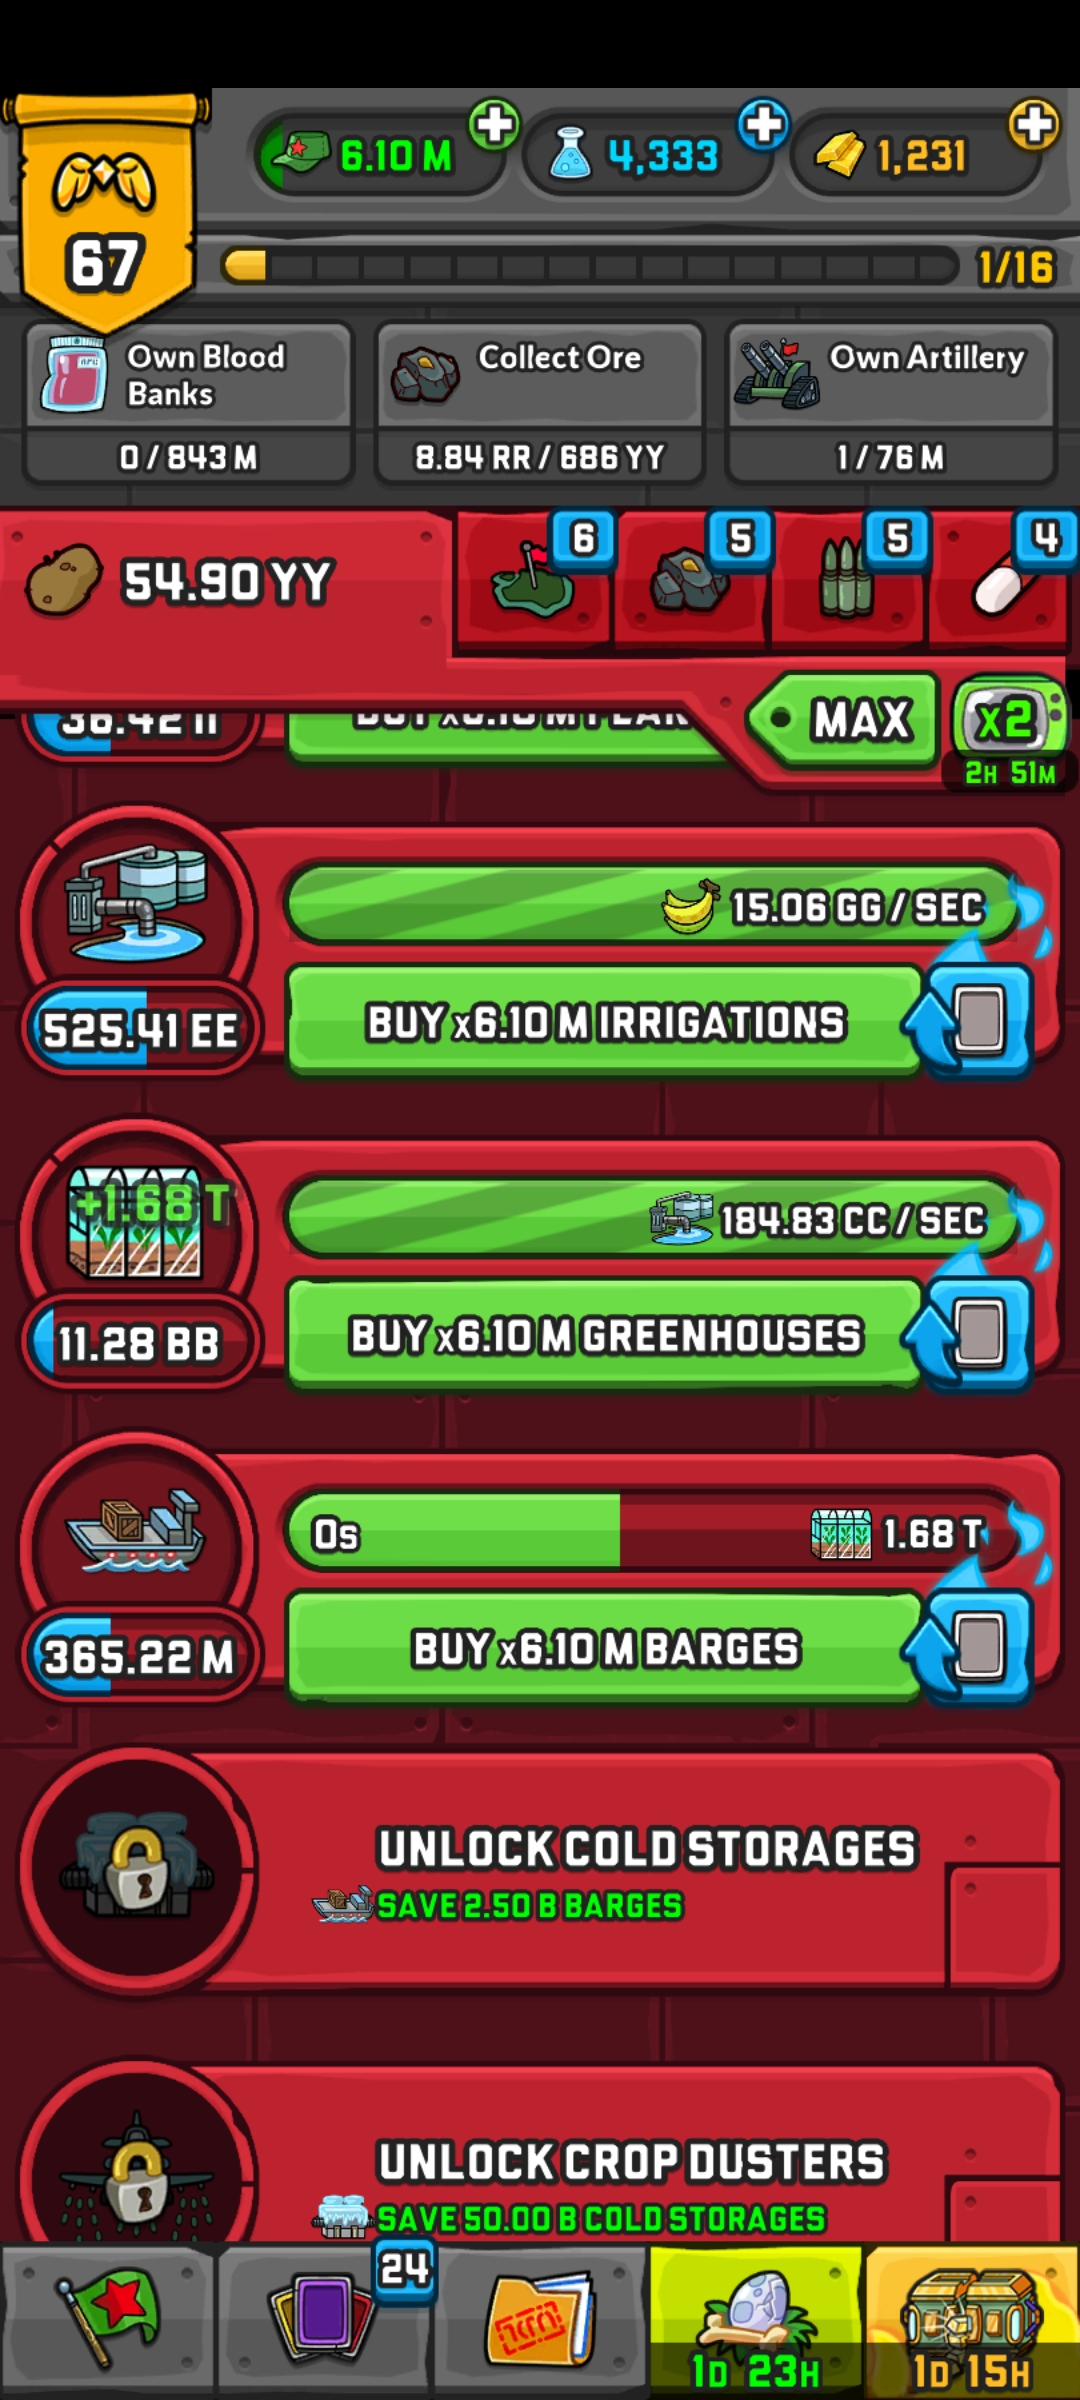 6.10 M
4,333
1,231
67
1/16
Own Blood
Banks
Collect Ore
Own Artillery
0 / 843 M
8.84 RR / 686 YY
1 / 76 M
54.90 YY
6
5
5
4
MAX
x2
2H 51M
15.06 GG / SEC
525.41 EE
BUY x6.10 M IRRIGATIONS
+1.68 T
184.83 CC / SEC
11.28 BB
BUY x6.10 M GREENHOUSES
0s
1.68 T
365.22 M
BUY x6.10 M BARGES
UNLOCK COLD STORAGES
SAVE 2.50 B BARGES
UNLOCK CROP DUSTERS
SAVE 50.00 B COLD STORAGES
24
1D 23H
1D 15H